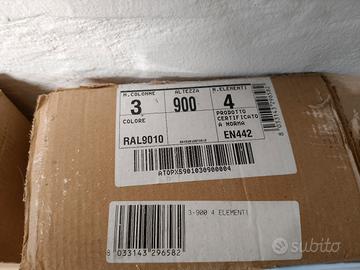 N.COLONNE ALTEZZA N.ELEMENTI
3 900 4
COLORE PRODOTTO
CERTIFICATO
A NORMA
RAL9010 EN442
ATOPXS901030900004
8033143296582
3-900 4 ELEMENTI
8 033143 296582
subito